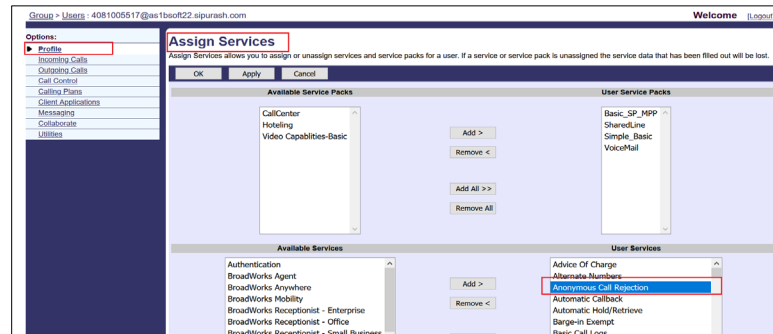 Group > Users : 4081005517@as1bsoft22.sipurash.com
Welcome [Logout
Options:
Profile
Incoming Calls
Outgoing Calls
Call Control
Calling Plans
Client Applications
Messaging
Collaborate
Utilities
Assign Services
Assign Services allows you to assign or unassign services and service packs for a user. If a service or service pack is unassigned the service data that has been filled out will be lost.
OK Apply Cancel
Available Service Packs
CallCenter
Hoteling
Video Capablities-Basic
Add >
Remove <
Add All >>
Remove All
User Service Packs
Basic_SP_MPP
SharedLine
Simple_Basic
VoiceMail
Available Services
Authentication
BroadWorks Agent
BroadWorks Anywhere
BroadWorks Mobility
BroadWorks Receptionist - Enterprise
BroadWorks Receptionist - Office
BroadWorks Receptionist - Small Business
Add >
Remove <
User Services
Advice Of Charge
Alternate Numbers
Anonymous Call Rejection
Automatic Callback
Automatic Hold/Retrieve
Barge-in Exempt
Basic Call Logs